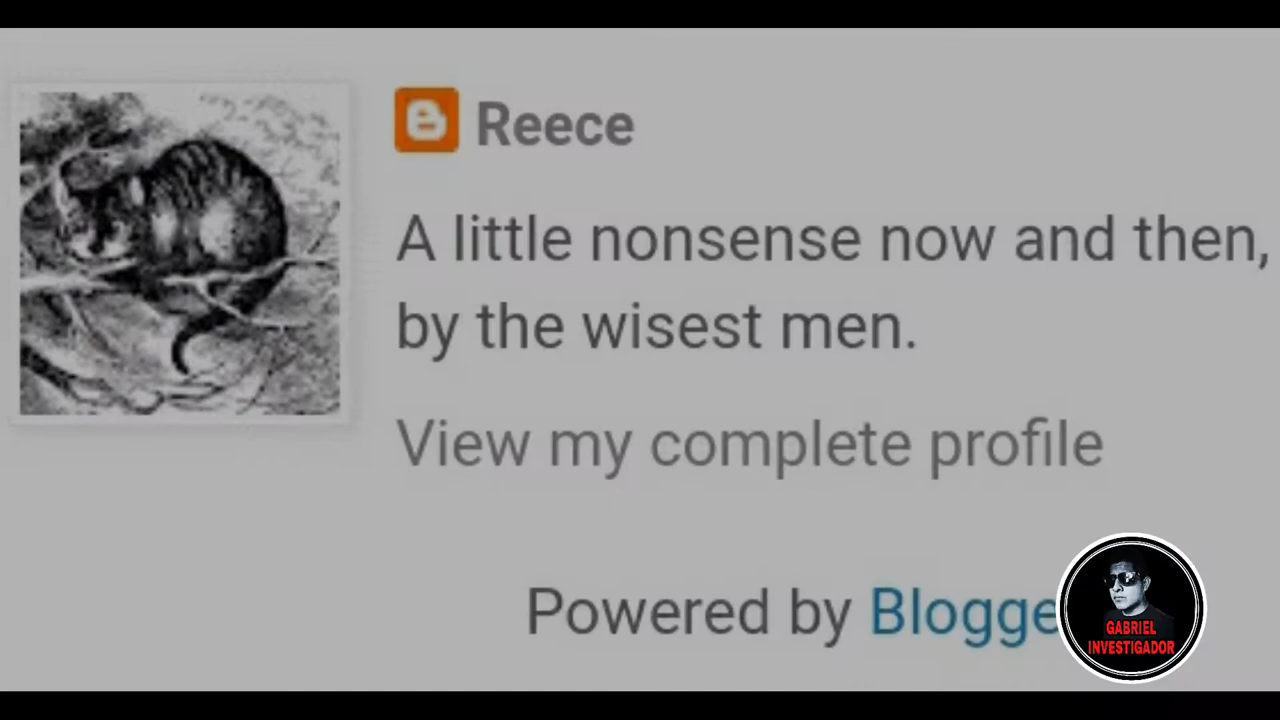 Reece
A little nonsense now and then,
by the wisest men.
View my complete profile
Powered by Blogge
GABRIEL
INVESTIGADOR